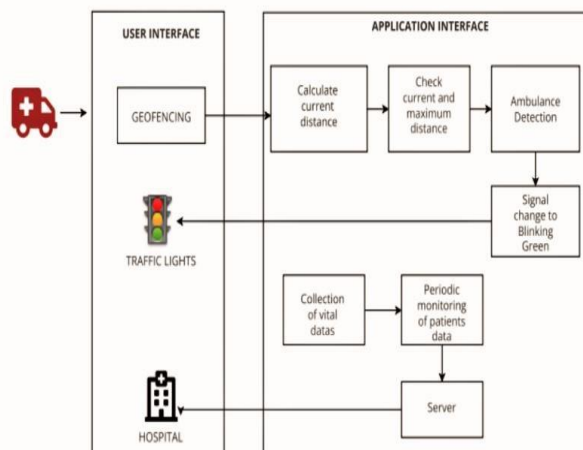 USER INTERFACE
APPLICATION INTERFACE
GEOFENCING
Calculate
current
distance
Check
current and
maximum
distance
Ambulance
Detection
Signal
change to
Blinking
Green
TRAFFIC LIGHTS
Collection
of vital
datas
Periodic
monitoring
of patients
data
Server
HOSPITAL